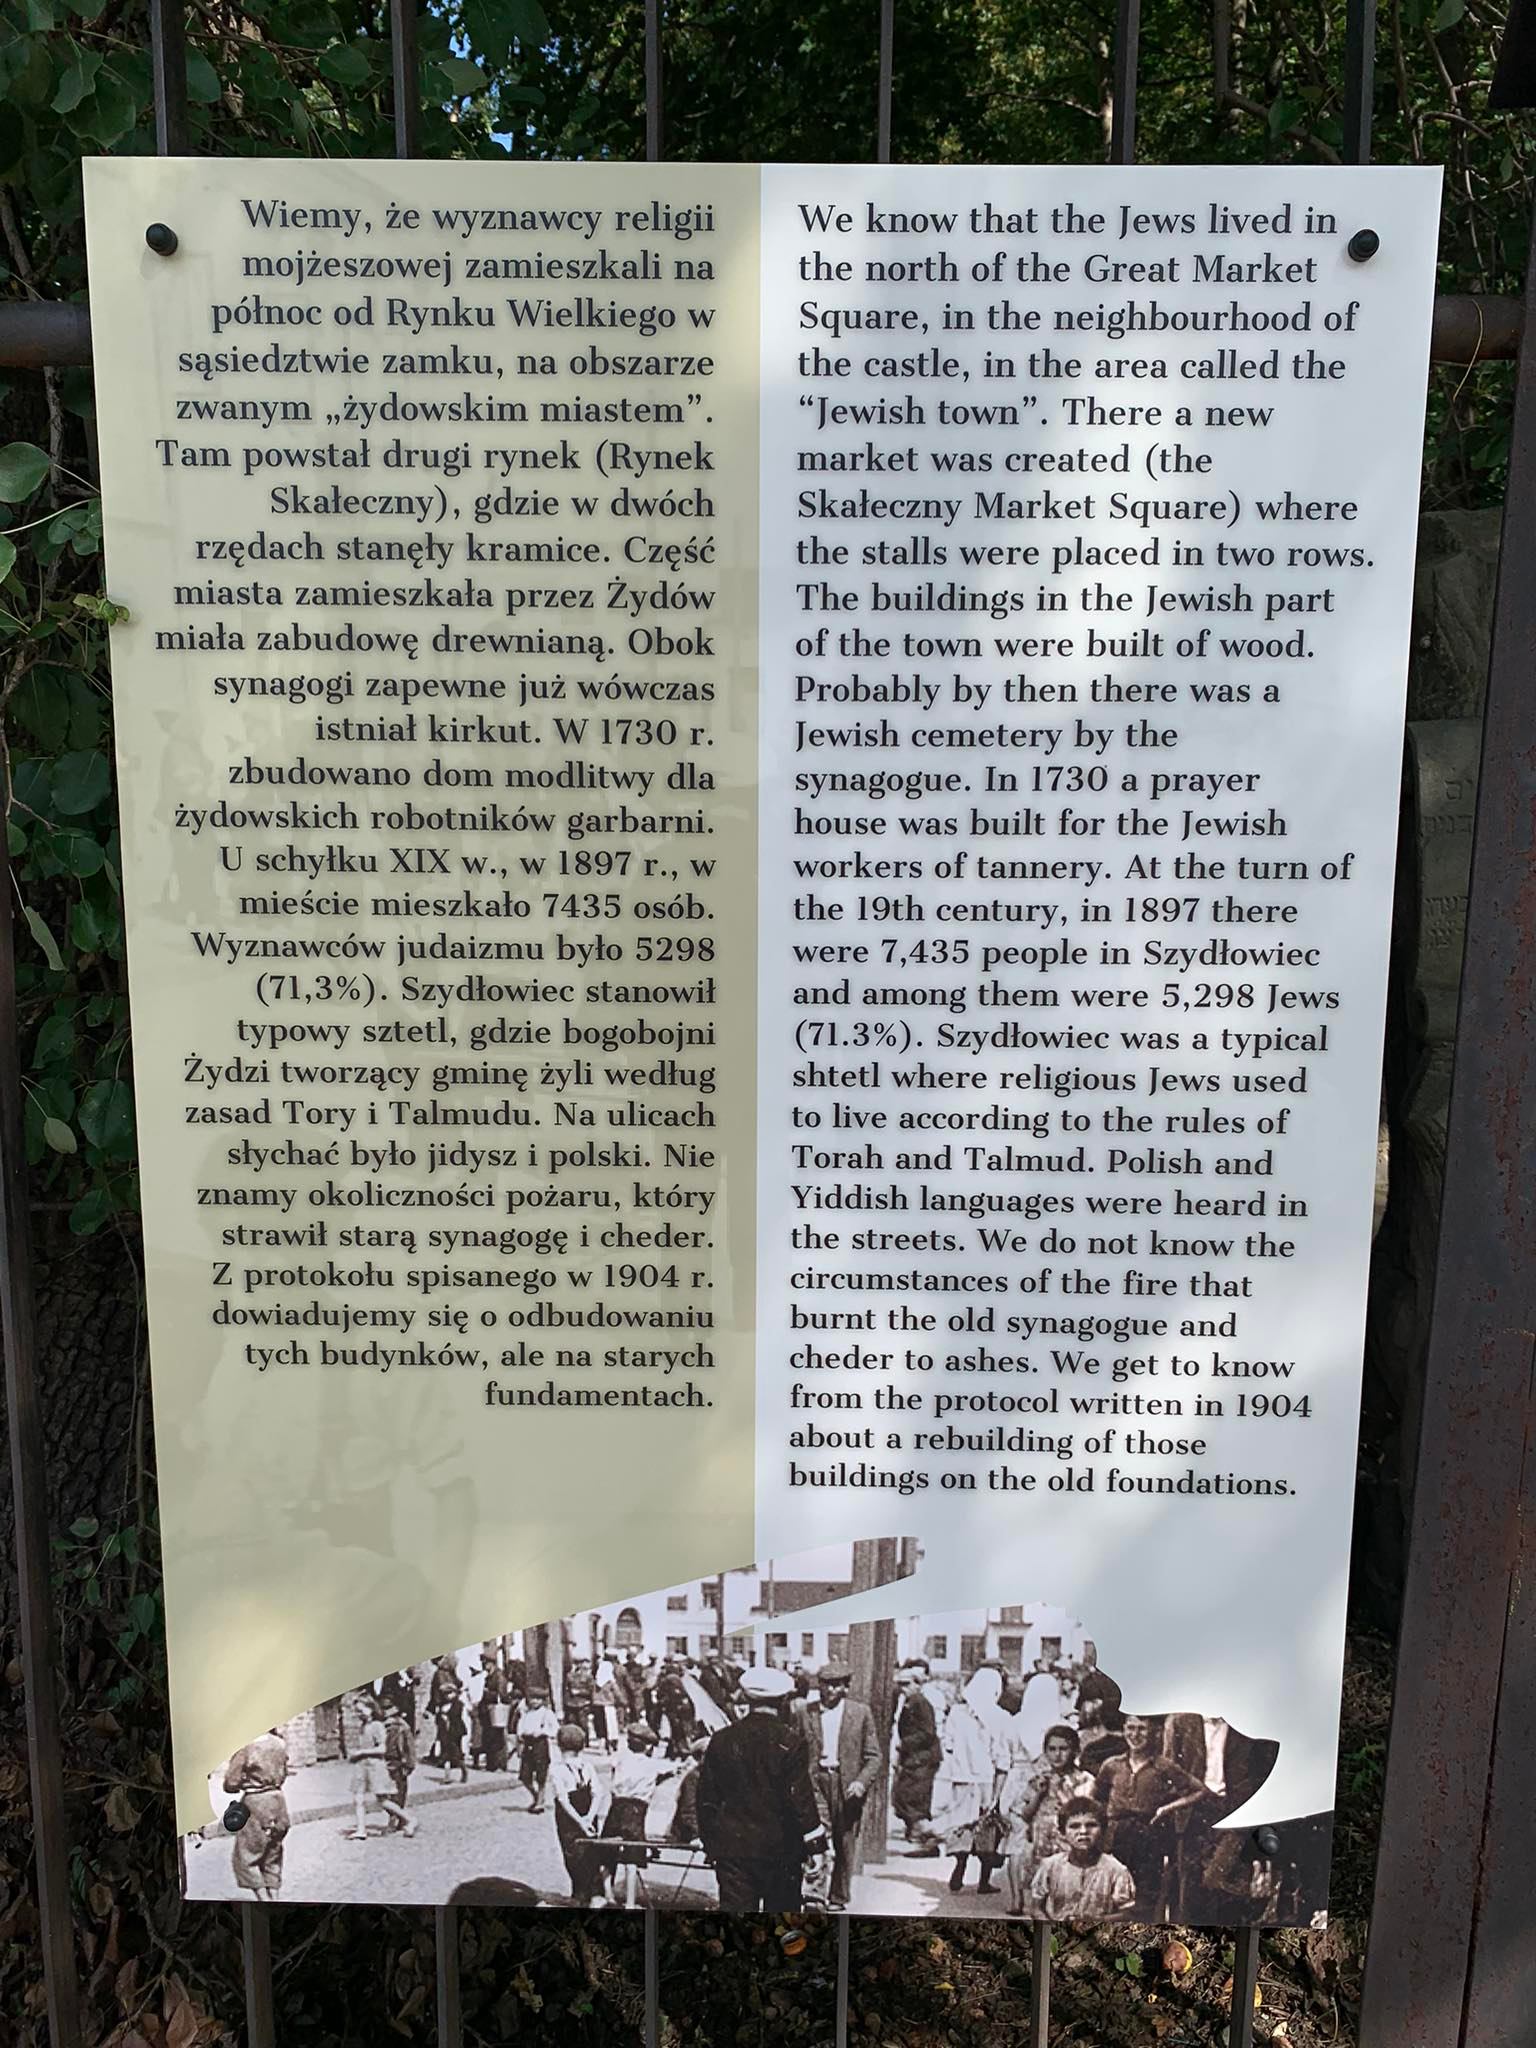 Wiemy, że wyznawcy religii
mojżeszowej zamieszkali na
północ od Rynku Wielkiego w
sąsiedztwie zamku, na obszarze
zwanym „żydowskim miastem”.
Tam powstał drugi rynek (Rynek
Skałeczny), gdzie w dwóch
rzędach stanęły kramice. Część
miasta zamieszkała przez Żydów
miała zabudowę drewnianą. Obok
synagogi zapewne już wówczas
istniał kirkut. W 1730 r.
zbudowano dom modlitwy dla
żydowskich robotników garbarni.
U schyłku XIX w., w 1897 r., w
mieście mieszkało 7435 osób.
Wyznawców judaizmu było 5298
(71,3%). Szydłowiec stanowił
typowy sztetl, gdzie bogobojni
Żydzi tworzący gminę żyli według
zasad Tory i Talmudu. Na ulicach
słychać było jidysz i polski. Nie
znamy okoliczności pożaru, który
strawił starą synagogę i cheder.
Z protokołu spisanego w 1904 r.
dowiadujemy się o odbudowaniu
tych budynków, ale na starych
fundamentach.
We know that the Jews lived in
the north of the Great Market
Square, in the neighbourhood of
the castle, in the area called the
“Jewish town”. There a new
market was created (the
Skałeczny Market Square) where
the stalls were placed in two rows.
The buildings in the Jewish part
of the town were built of wood.
Probably by then there was a
Jewish cemetery by the
synagogue. In 1730 a prayer
house was built for the Jewish
workers of tannery. At the turn of
the 19th century, in 1897 there
were 7,435 people in Szydłowiec
and among them were 5,298 Jews
(71.3%). Szydłowiec was a typical
shtetl where religious Jews used
to live according to the rules of
Torah and Talmud. Polish and
Yiddish languages were heard in
the streets. We do not know the
circumstances of the fire that
burnt the old synagogue and
cheder to ashes. We get to know
from the protocol written in 1904
about a rebuilding of those
buildings on the old foundations.